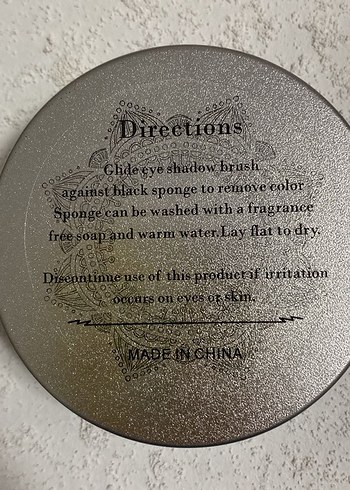 Directions
Glide eye shadow brush
against black sponge to remove color
Sponge can be washed with a fragrance
free soap and warm water.Lay flat to dry.
Discontinue use of this product if irritation
occurs on eyes or skin.
MADE IN CHINA